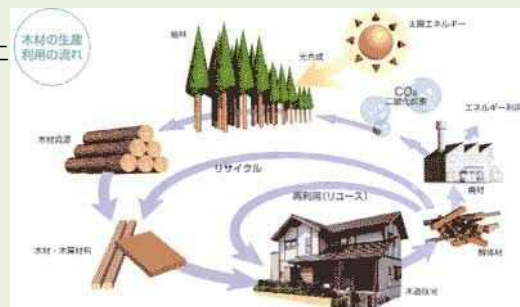 木材の生産
利用の流れ
植林
太陽エネルギー
光合成
CO₂
二酸化炭素
エネルギー利用
木材資源
リサイクル
廃材
再利用(リユース)
木材・木質材料
解体材
木造住宅